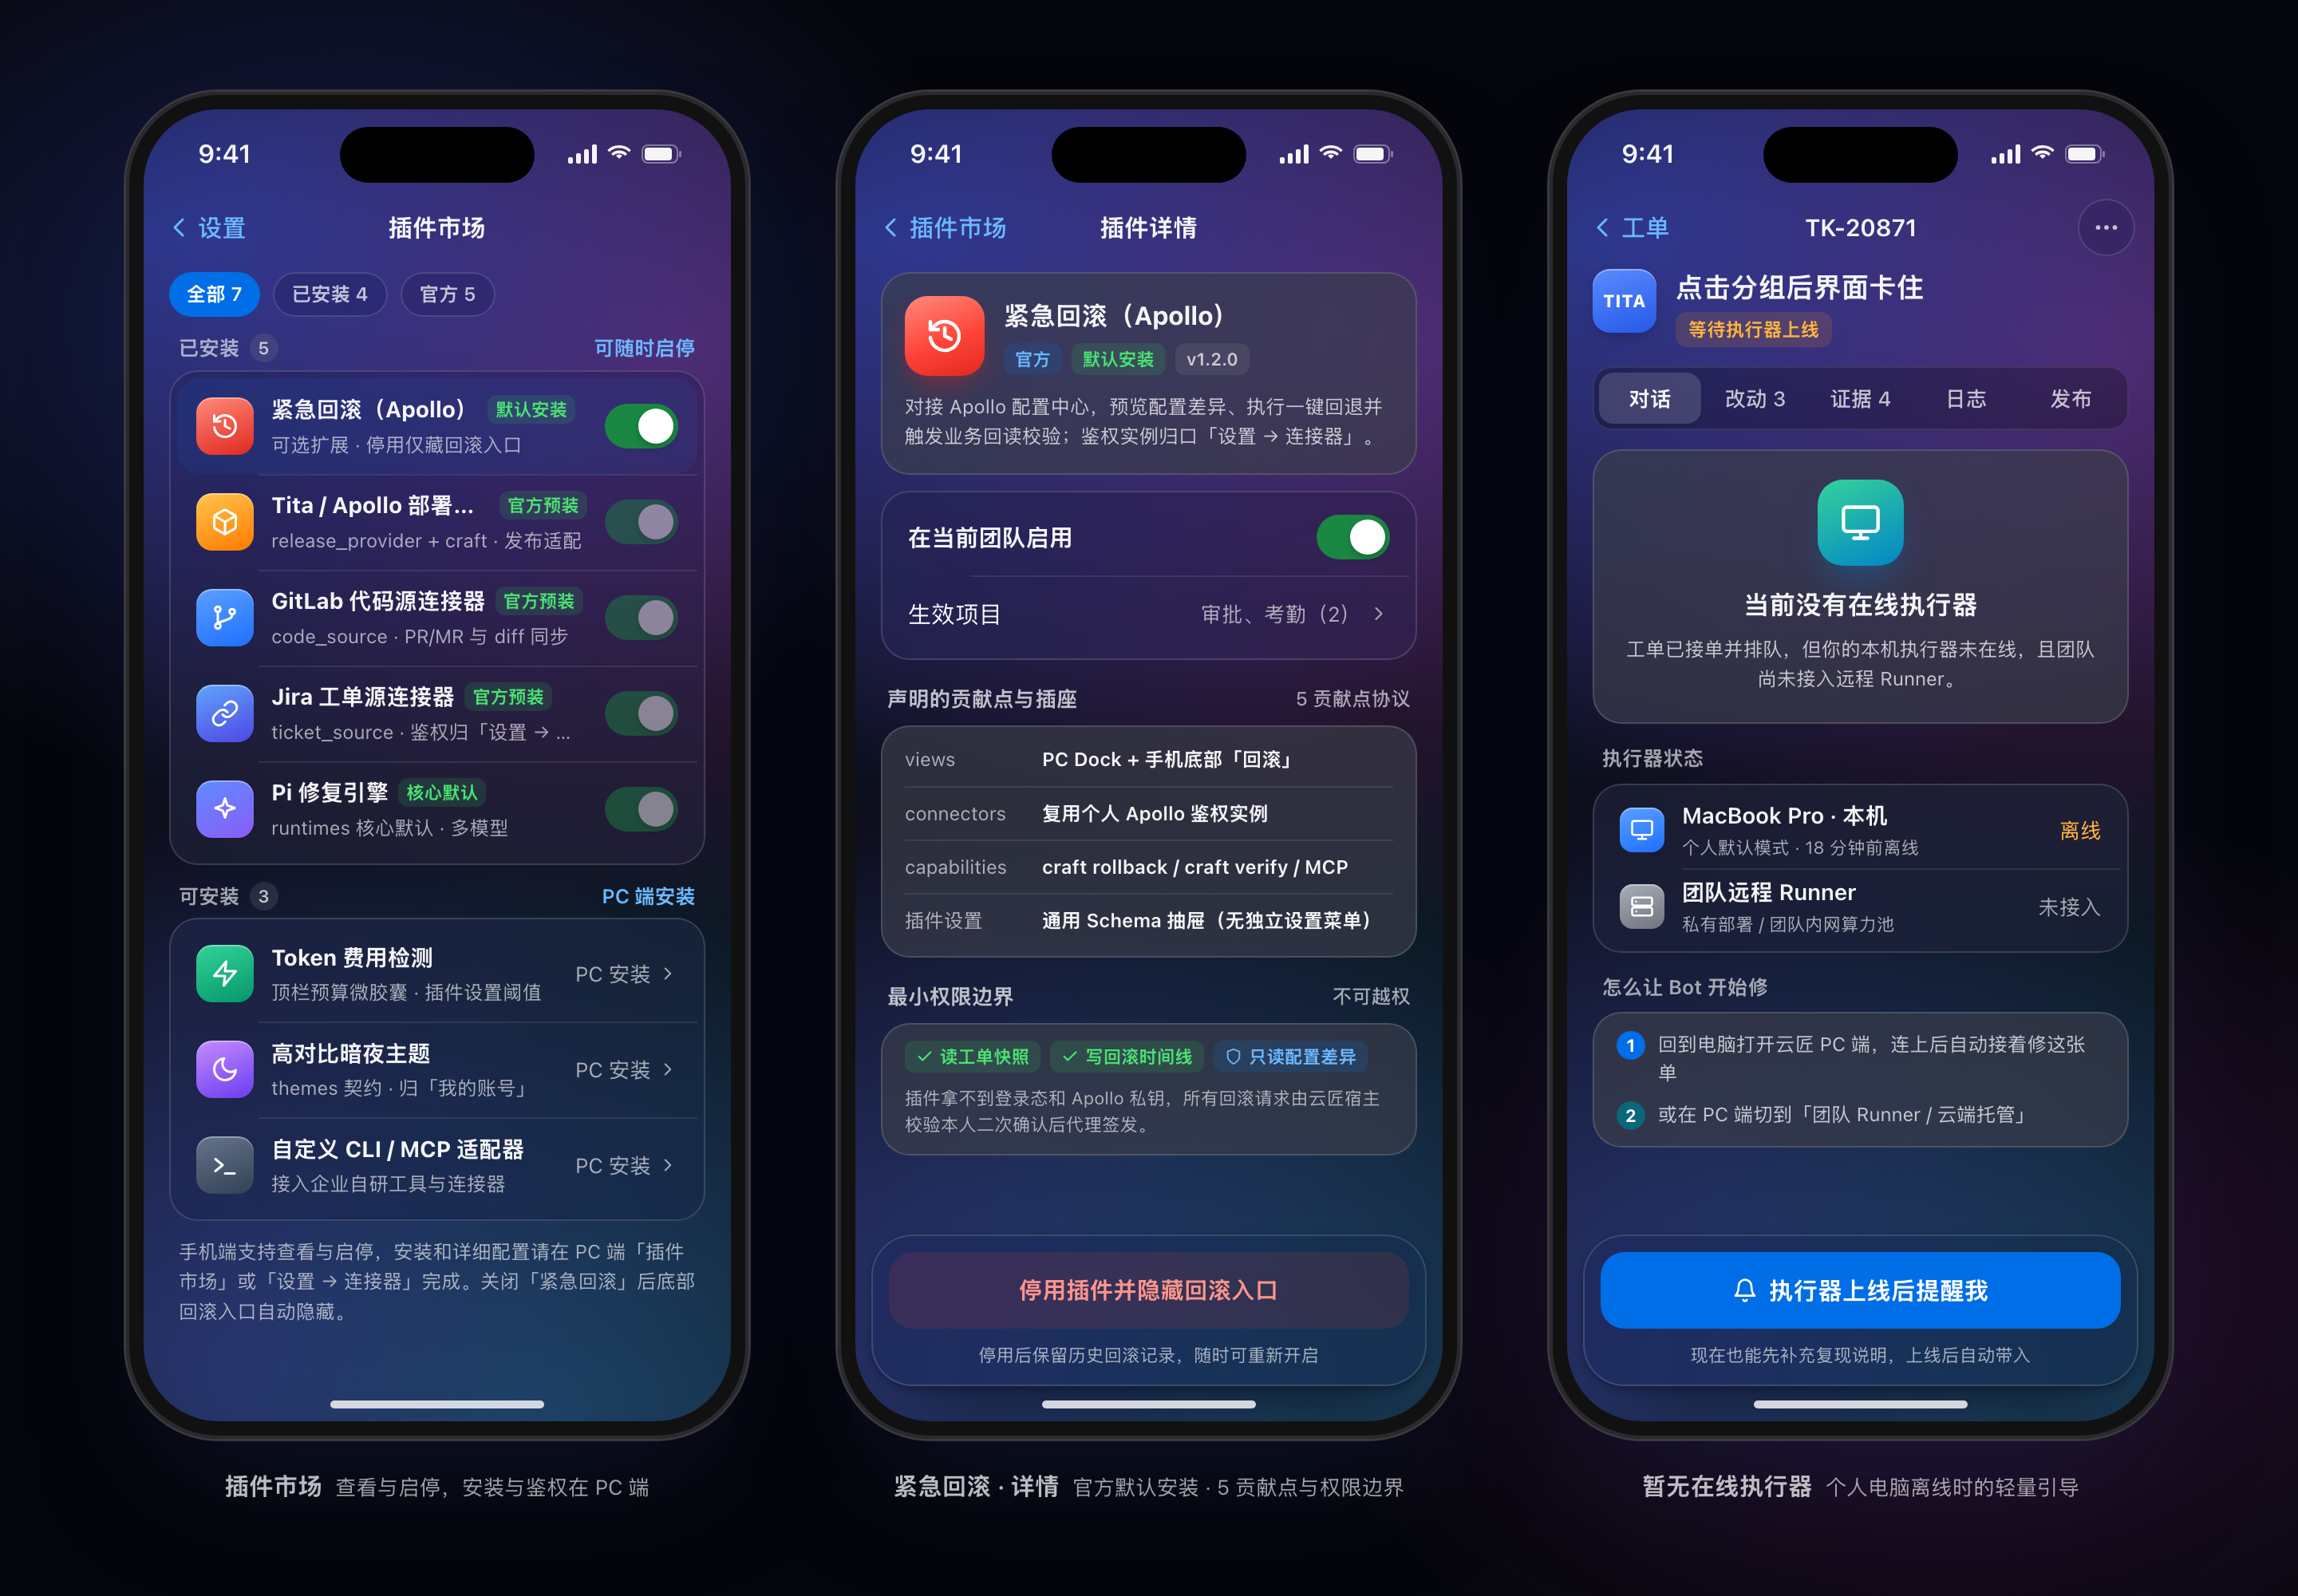 9:41
设置
插件市场
全部 7
已安装 4
官方 5
已安装 5
可随时启停
紧急回滚（Apollo）
默认安装
可选扩展 · 停用仅藏回滚入口
Tita / Apollo 部署...
官方预装
release_provider + craft · 发布适配
GitLab 代码源连接器
官方预装
code_source · PR/MR 与 diff 同步
Jira 工单源连接器
官方预装
ticket_source · 鉴权归「设置 → ...
Pi 修复引擎
核心默认
runtimes 核心默认 · 多模型
可安装 3
PC 端安装
Token 费用检测
顶栏预算微胶囊 · 插件设置阈值
PC 安装
高对比暗夜主题
themes 契约 · 归「我的账号」
PC 安装
自定义 CLI / MCP 适配器
接入企业自研工具与连接器
PC 安装
手机端支持查看与启停，安装和详细配置请在 PC 端「插件
市场」或「设置 → 连接器」完成。关闭「紧急回滚」后底部
回滚入口自动隐藏。
插件市场 查看与启停，安装与鉴权在 PC 端
9:41
插件市场
插件详情
紧急回滚（Apollo）
官方
默认安装
v1.2.0
对接 Apollo 配置中心，预览配置差异、执行一键回退并
触发业务回读校验；鉴权实例归口「设置 → 连接器」。
在当前团队启用
生效项目
审批、考勤（2）
声明的贡献点与插座
5 贡献点协议
views
PC Dock + 手机底部「回滚」
connectors
复用个人 Apollo 鉴权实例
capabilities
craft rollback / craft verify / MCP
插件设置
通用 Schema 抽屉（无独立设置菜单）
最小权限边界
不可越权
读工单快照
写回滚时间线
只读配置差异
插件拿不到登录态和 Apollo 私钥，所有回滚请求由云匠宿主
校验本人二次确认后代理签发。
停用插件并隐藏回滚入口
停用后保留历史回滚记录，随时可重新开启
紧急回滚 · 详情 官方默认安装 · 5 贡献点与权限边界
9:41
工单
TK-20871
TITA
点击分组后界面卡住
等待执行器上线
对话
改动 3
证据 4
日志
发布
当前没有在线执行器
工单已接单并排队，但你的本机执行器未在线，且团队
尚未接入远程 Runner。
执行器状态
MacBook Pro · 本机
个人默认模式 · 18 分钟前离线
离线
团队远程 Runner
私有部署 / 团队内网算力池
未接入
怎么让 Bot 开始修
1 回到电脑打开云匠 PC 端，连上后自动接着修这张
单
2 或在 PC 端切到「团队 Runner / 云端托管」
执行器上线后提醒我
现在也能先补充复现说明，上线后自动带入
暂无在线执行器 个人电脑离线时的轻量引导